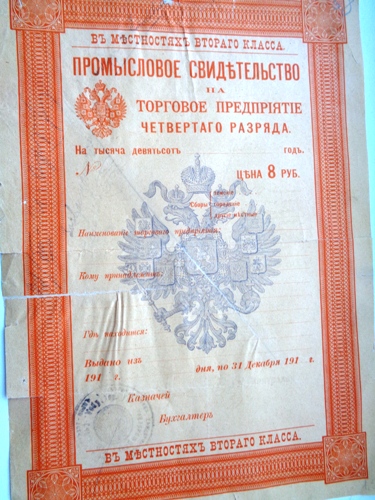 ВЪ МѢСТНОСТЯХЪ ВТОРАГО КЛАССА.
ПРОМЫСЛОВОЕ СВИДѢТЕЛЬСТВО
НА
ТОРГОВОЕ ПРЕДПРІЯТІЕ
ЧЕТВЕРТАГО РАЗРЯДА.
На тысяча девятьсот годъ.
№ ЦѢНА 8 РУБ.
Сборы:
Наименованіе торговаго предпріятія:
Кому принадлежитъ:
Гдѣ находится:
Выдано изъ дня, по 31 Декабря 191 г.
191 г.
Казначей
Бухгалтеръ
ВЪ МѢСТНОСТЯХЪ ВТОРАГО КЛАССА.